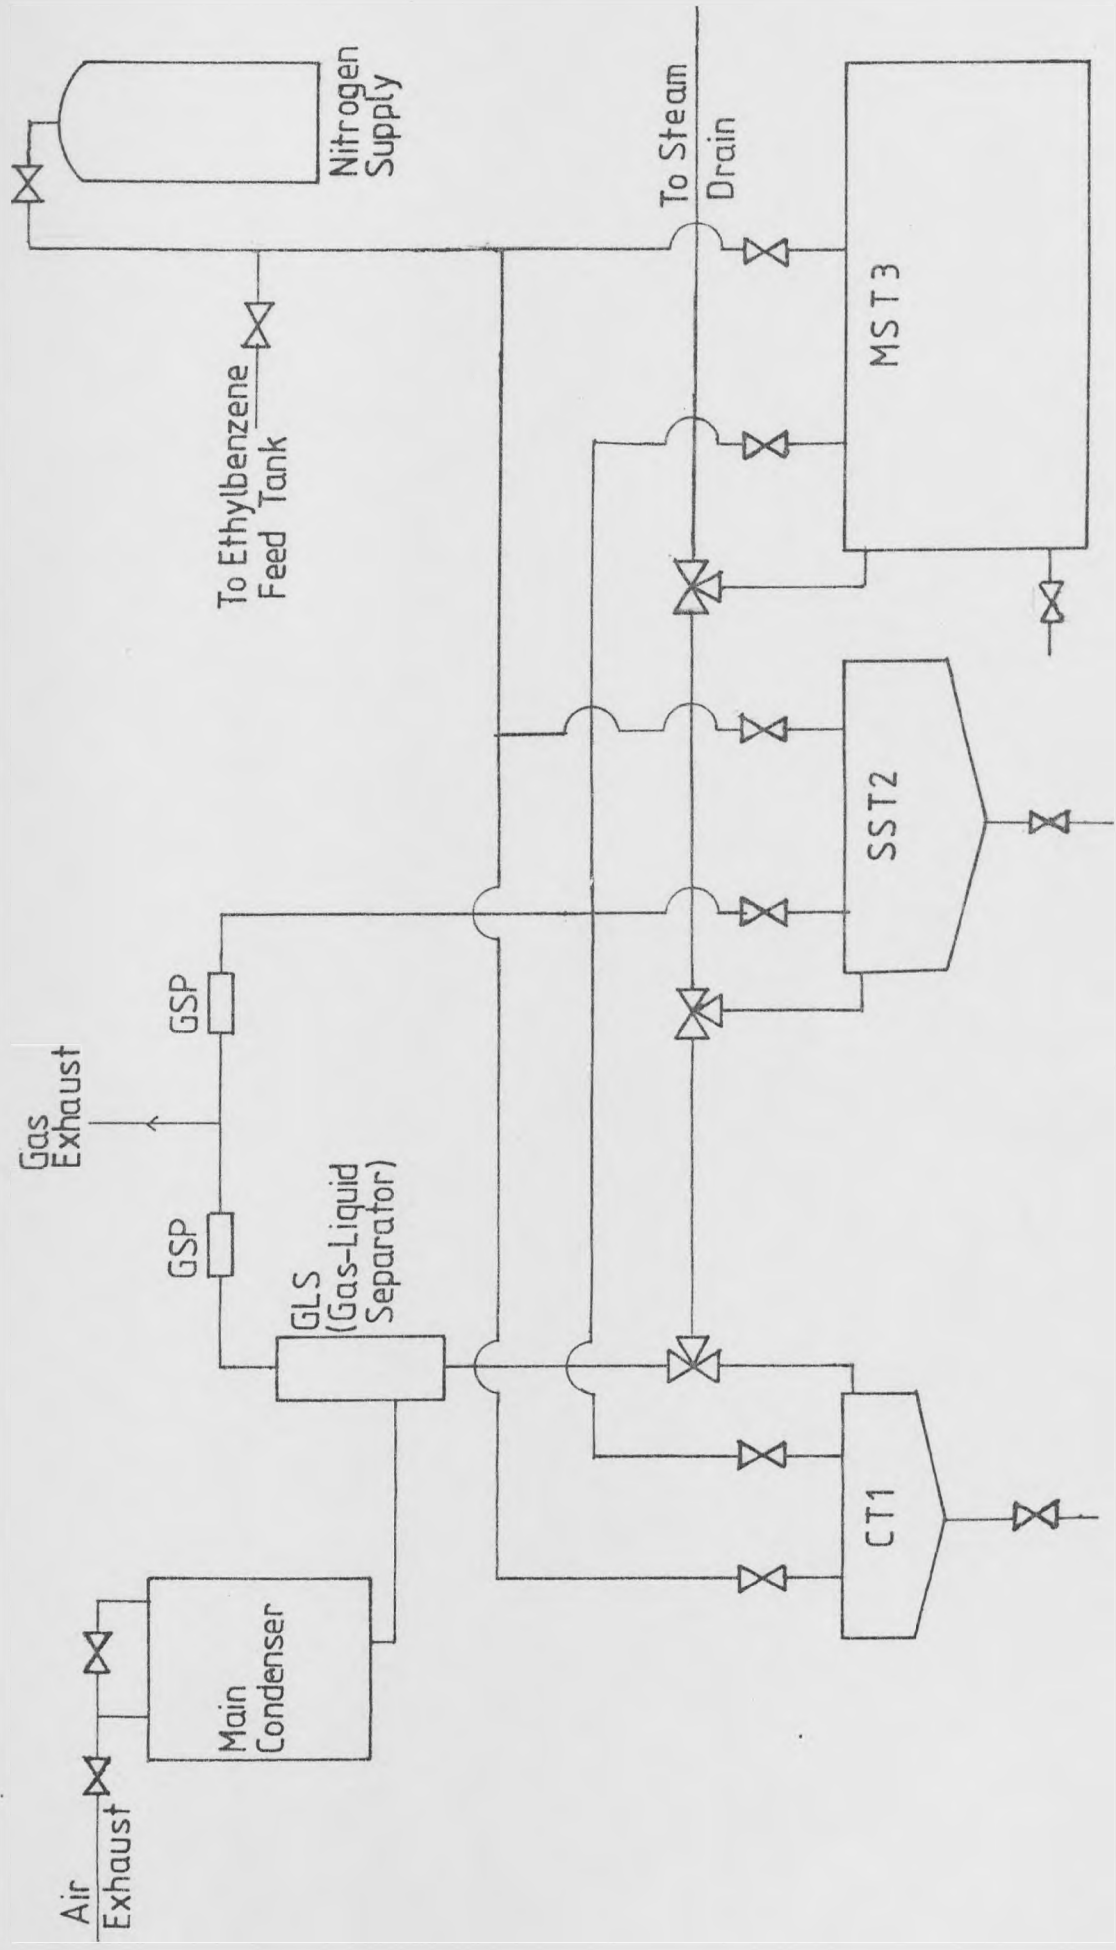 Air
Exhaust
Main
Condenser
GLS
(Gas-Liquid
Separator)
GSP
Gas
Exhaust
GSP
To Ethylbenzene
Feed Tank
Nitrogen
Supply
To Steam
Drain
CT1
SST2
MST3